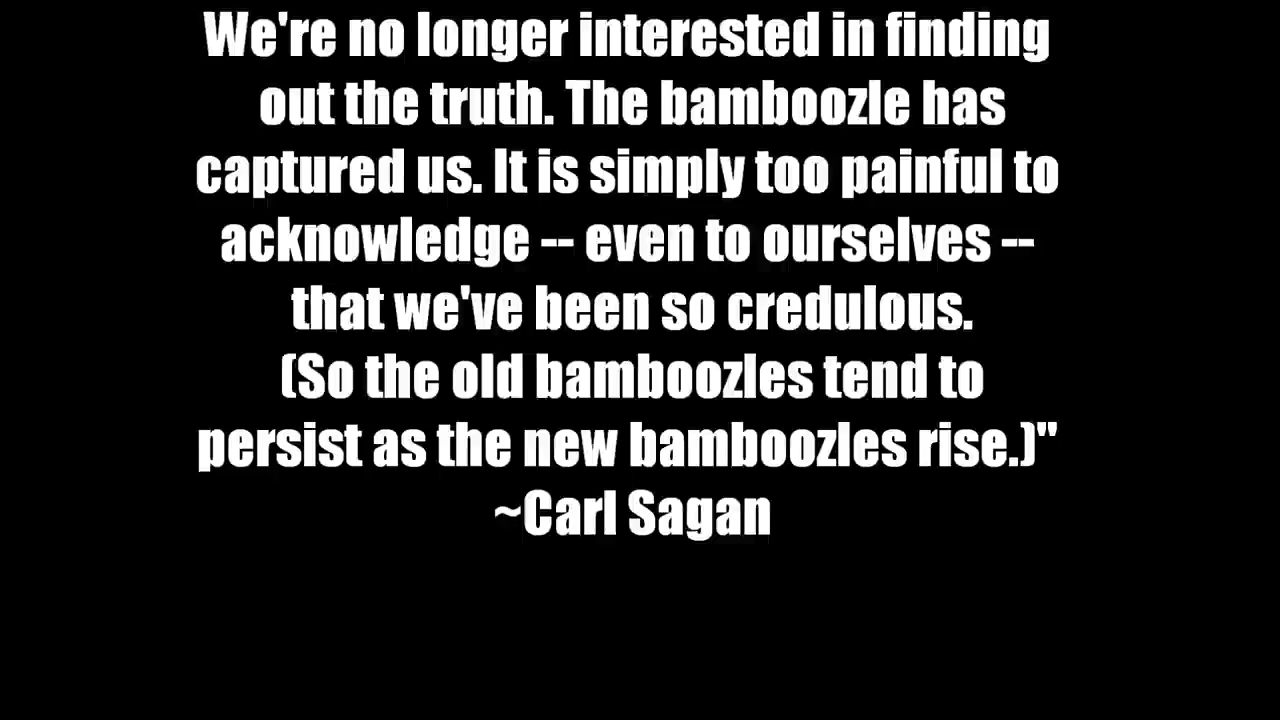 We're no longer interested in finding
out the truth. The bamboozle has
captured us. It is simply too painful to
acknowledge -- even to ourselves --
that we've been so credulous.
(So the old bamboozles tend to
persist as the new bamboozles rise.)"
~Carl Sagan